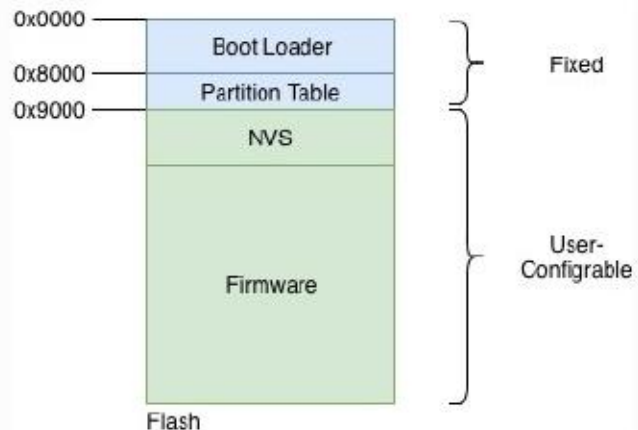 0x0000
Boot Loader
Fixed
0x8000
Partition Table
0x9000
NVS
User-
Configrable
Firmware
Flash